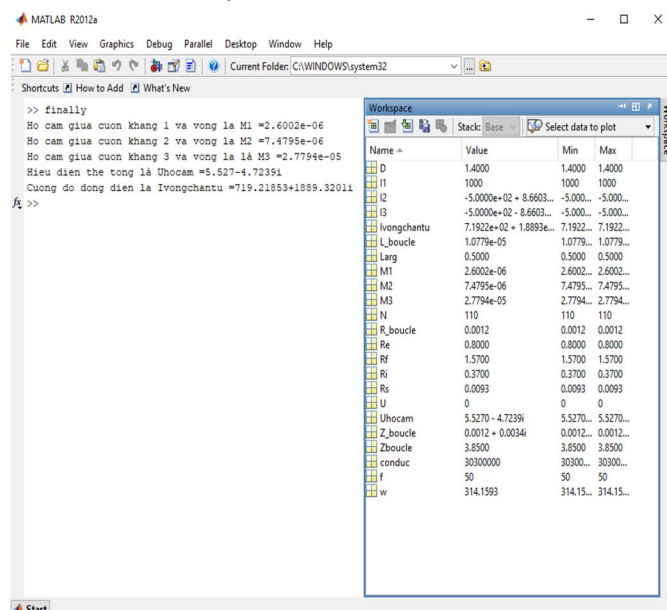 MATLAB R2012a
File Edit View Graphics Debug Parallel Desktop Window Help
Current Folder: C:\WINDOWS\system32
Shortcuts How to Add What's New
>> finally
Ho cam giua cuon khang 1 va vong la M1 =2.6002e-06
Ho cam giua cuon khang 2 va vong la M2 =7.4795e-06
Ho cam giua cuon khang 3 va vong la là M3 =2.7794e-05
Hieu dien the tong là Uhocam =5.527-4.7239i
Cuong do dong dien la Ivongchantu =719.21853+1889.3201i
fx >>
Workspace
Stack: Base Select data to plot
Name Value Min Max
D 1.4000 1.4000 1.4000
I1 1000 1000 1000
I2 -5.0000e+02 + 8.6603... -5.000... -5.000...
I3 -5.0000e+02 - 8.6603... -5.000... -5.000...
Ivongchantu 7.1922e+02 + 1.8893e... 7.1922... 7.1922...
L_boucle 1.0779e-05 1.0779... 1.0779...
Larg 0.5000 0.5000 0.5000
M1 2.6002e-06 2.6002... 2.6002...
M2 7.4795e-06 7.4795... 7.4795...
M3 2.7794e-05 2.7794... 2.7794...
N 110 110 110
R_boucle 0.0012 0.0012 0.0012
Re 0.8000 0.8000 0.8000
Rf 1.5700 1.5700 1.5700
Ri 0.3700 0.3700 0.3700
Rs 0.0093 0.0093 0.0093
U 0 0 0
Uhocam 5.5270 - 4.7239i 5.5270... 5.5270...
Z_boucle 0.0012 + 0.0034i 0.0012... 0.0012...
Zboucle 3.8500 3.8500 3.8500
conduc 30300000 30300... 30300...
f 50 50 50
w 314.1593 314.15... 314.15...
Workspace
Start